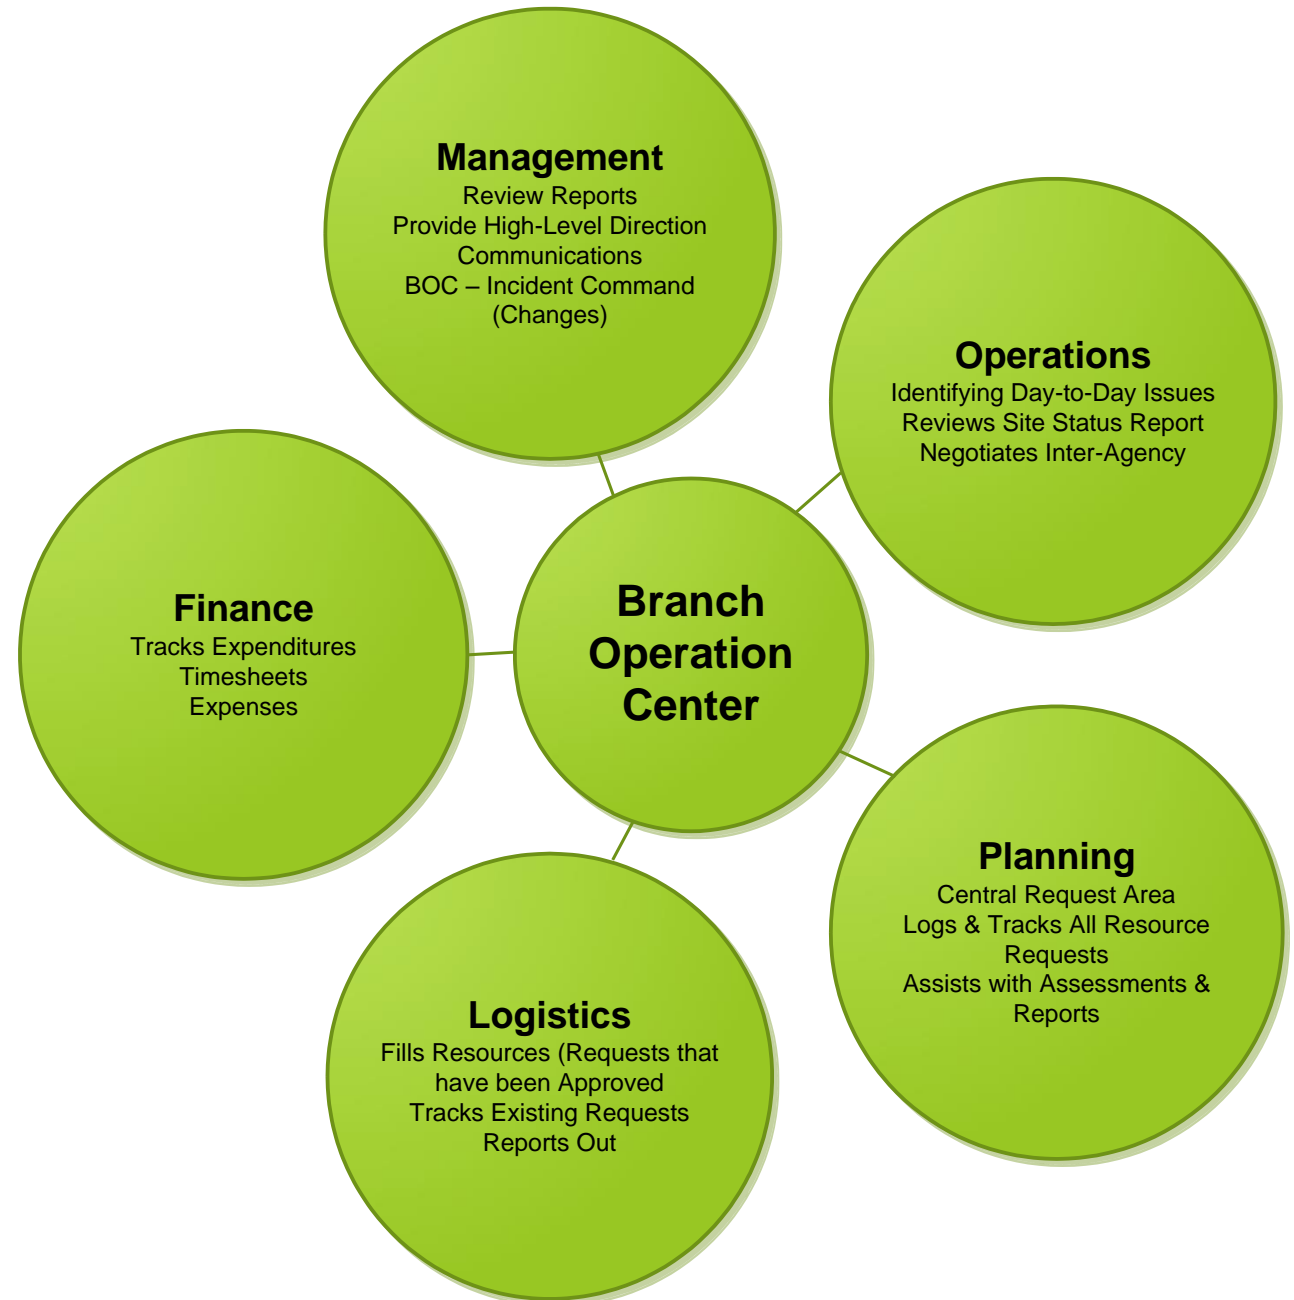 Management
Review Reports
Provide High-Level Direction
Communications
BOC – Incident Command
(Changes)
Operations
Identifying Day-to-Day Issues
Reviews Site Status Report
Negotiates Inter-Agency
Finance
Tracks Expenditures
Timesheets
Expenses
Branch
Operation
Center
Planning
Central Request Area
Logs & Tracks All Resource
Requests
Assists with Assessments &
Reports
Logistics
Fills Resources (Requests that
have been Approved
Tracks Existing Requests
Reports Out